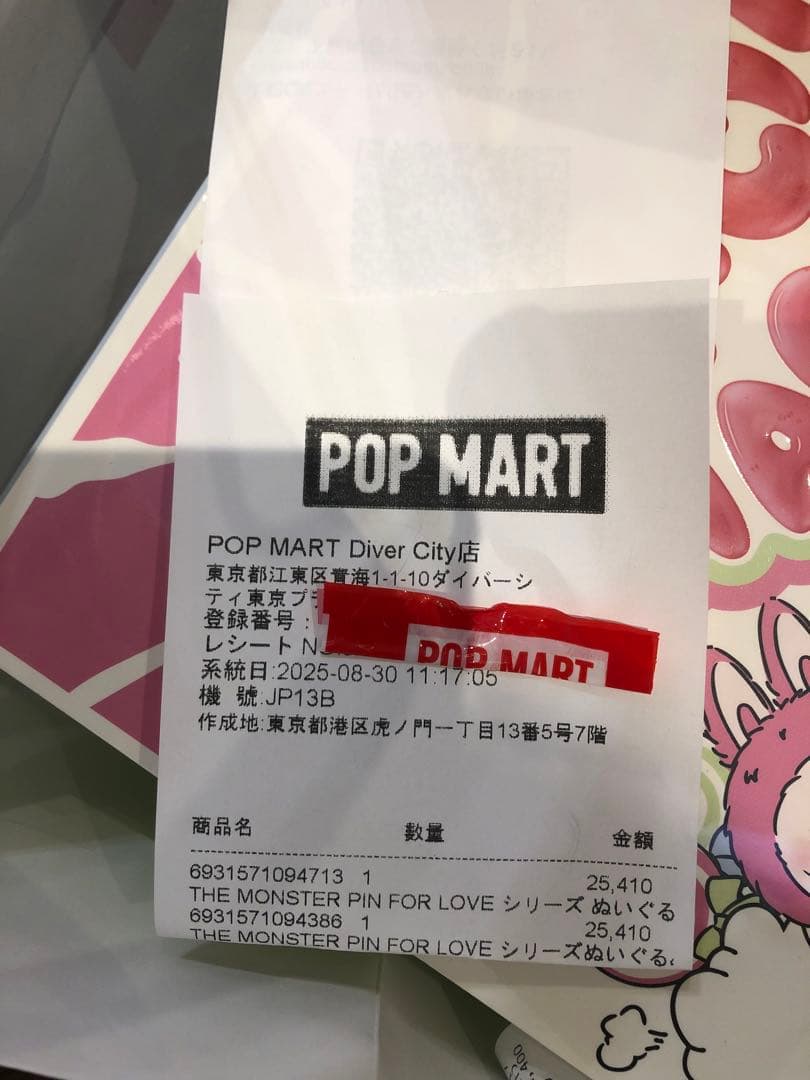 POP MART
POP MART Diver City店
東京都江東区青海1-1-10ダイバーシ
ティ東京プ
登録番号:
レシート N
POP MART
系統日:2025-08-30 11:17:05
機 號:JP13B
作成地:東京都港区虎ノ門一丁目13番5号7階
商品名 数量 金額
6931571094713 1 25,410
THE MONSTER PIN FOR LOVE シリーズ ぬいぐる
6931571094386 1 25,410
THE MONSTER PIN FOR LOVE シリーズぬいぐる